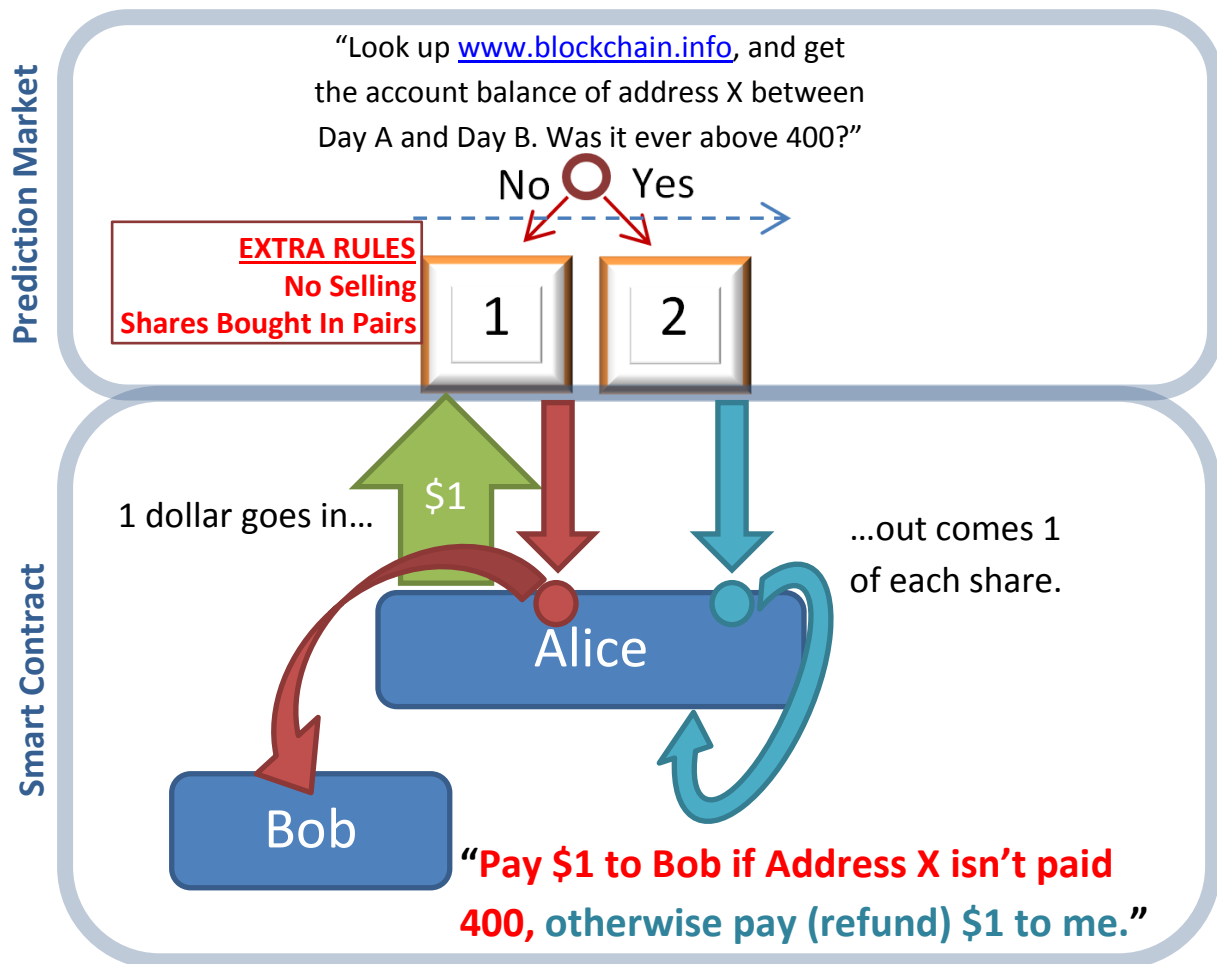 Prediction Market
“Look up www.blockchain.info, and get
the account balance of address X between
Day A and Day B. Was it ever above 400?”
No Yes
EXTRA RULES
No Selling
Shares Bought In Pairs
1 2
Smart Contract
$1
1 dollar goes in…
…out comes 1
of each share.
Alice
Bob
“Pay $1 to Bob if Address X isn’t paid
400, otherwise pay (refund) $1 to me.”